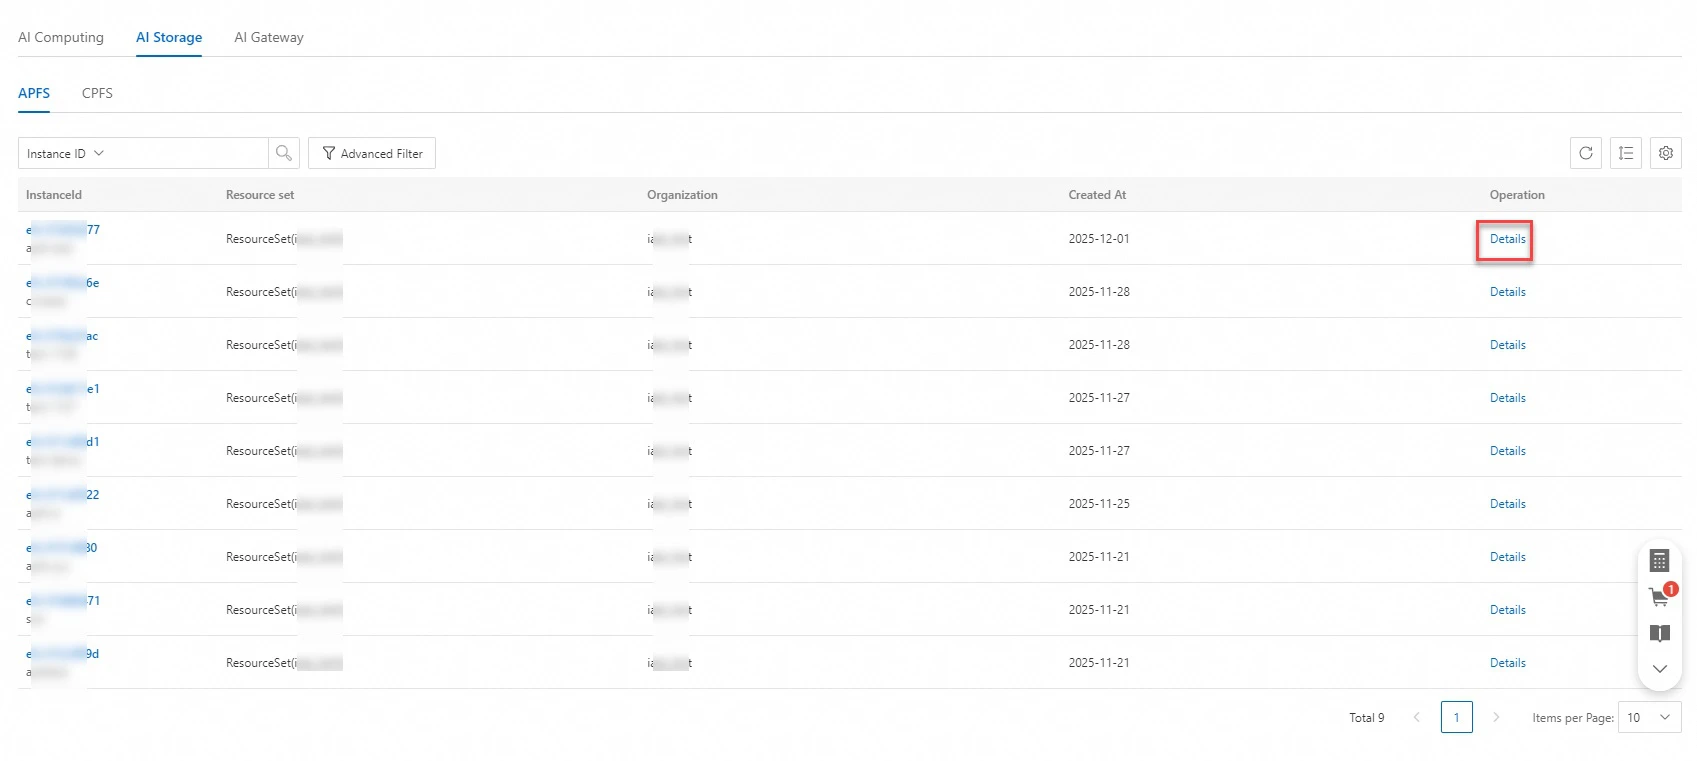 AI Computing AI Storage AI Gateway
APFS CPFS
Instance ID Advanced Filter
InstanceId Resource set Organization Created At Operation
77
ResourceSet(i 2025-12-01 Details
6e
ResourceSet(i 2025-11-28 Details
ac
ResourceSet(i 2025-11-28 Details
e1
ResourceSet(i 2025-11-27 Details
d1
ResourceSet(i 2025-11-27 Details
22
ResourceSet(i 2025-11-25 Details
80
ResourceSet(i 2025-11-21 Details
1
71
ResourceSet(i 2025-11-21 Details
9d
ResourceSet(i 2025-11-21 Details
Total 9 1 Items per Page: 10